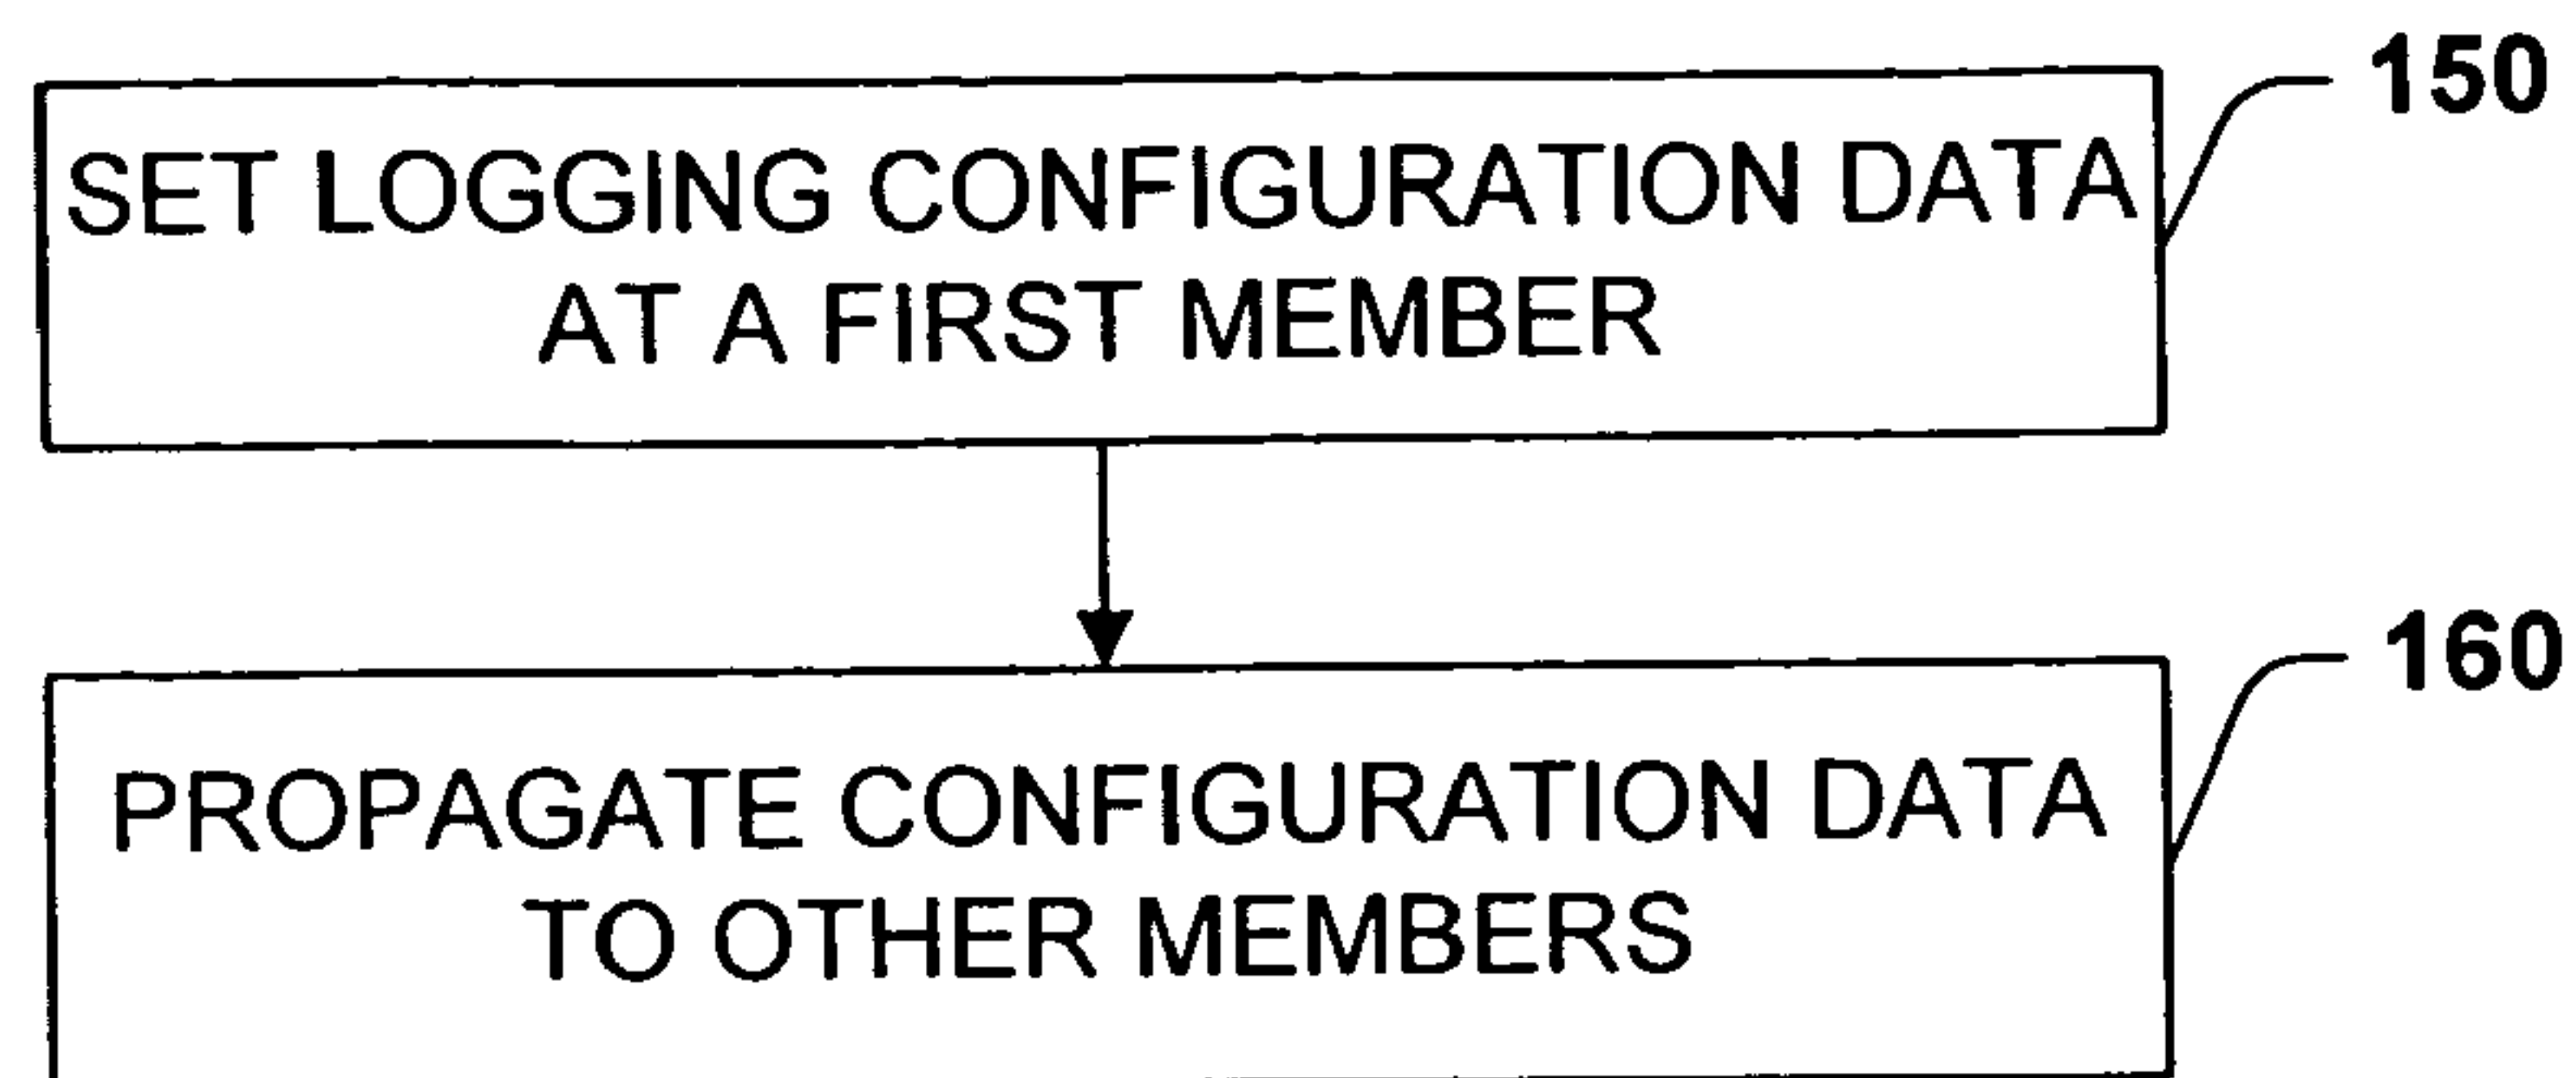 150
SET LOGGING CONFIGURATION DATA
AT A FIRST MEMBER
160
PROPAGATE CONFIGURATION DATA
TO OTHER MEMBERS